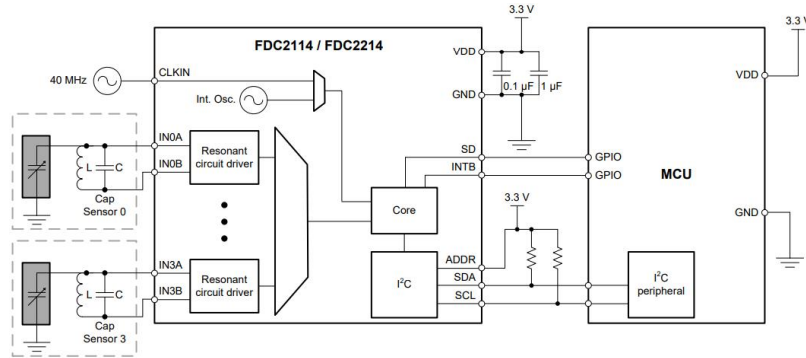 3.3 V
3.3 V
FDC2114 / FDC2214
VDD
40 MHz
CLKIN
0.1 µF
1 µF
VDD
Int. Osc.
GND
IN0A
Resonant
circuit driver
IN0B
L
C
Cap
Sensor 0
SD
GPIO
INTB
GPIO
MCU
Core
3.3 V
GND
IN3A
Resonant
circuit driver
IN3B
L
C
Cap
Sensor 3
ADDR
I²C
SDA
SCL
I²C
peripheral